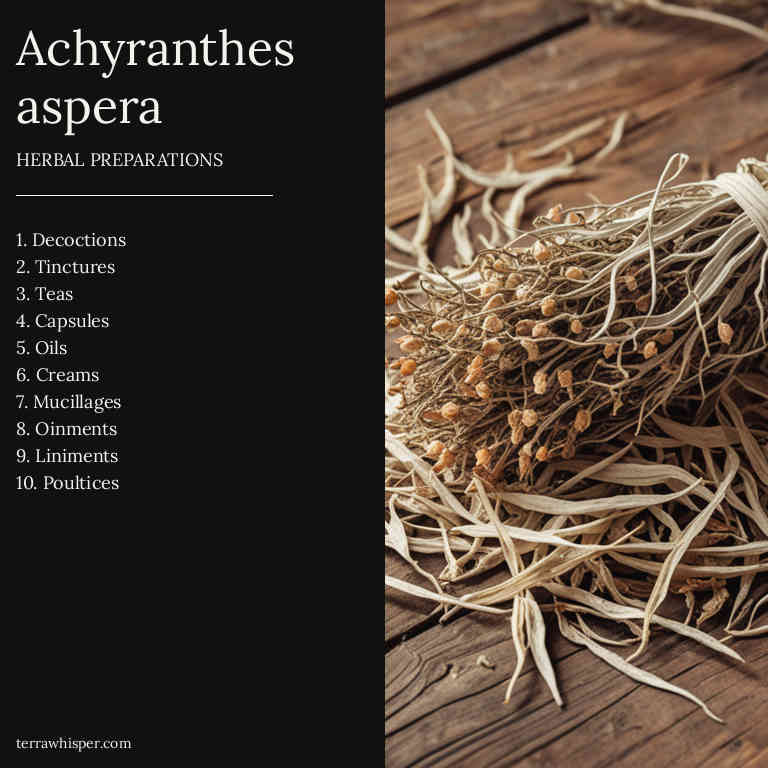 Achyranthes
aspera
HERBAL PREPARATIONS
1. Decoctions
2. Tinctures
3. Teas
4. Capsules
5. Oils
6. Creams
7. Mucillages
8. Oinments
9. Liniments
10. Poultices
terrawhisper.com